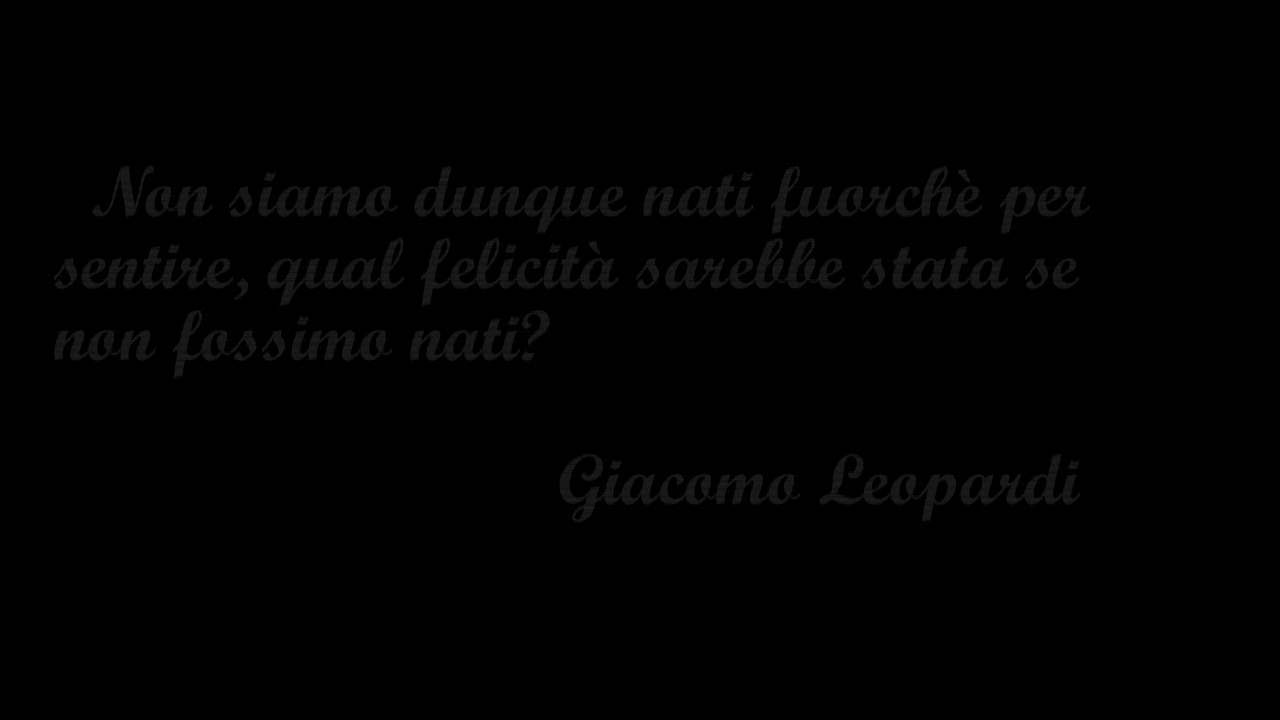 Non siamo dunque nati fuorchè per
sentire, qual felicità sarebbe stata se
non fossimo nati?
Giacomo Leopardi